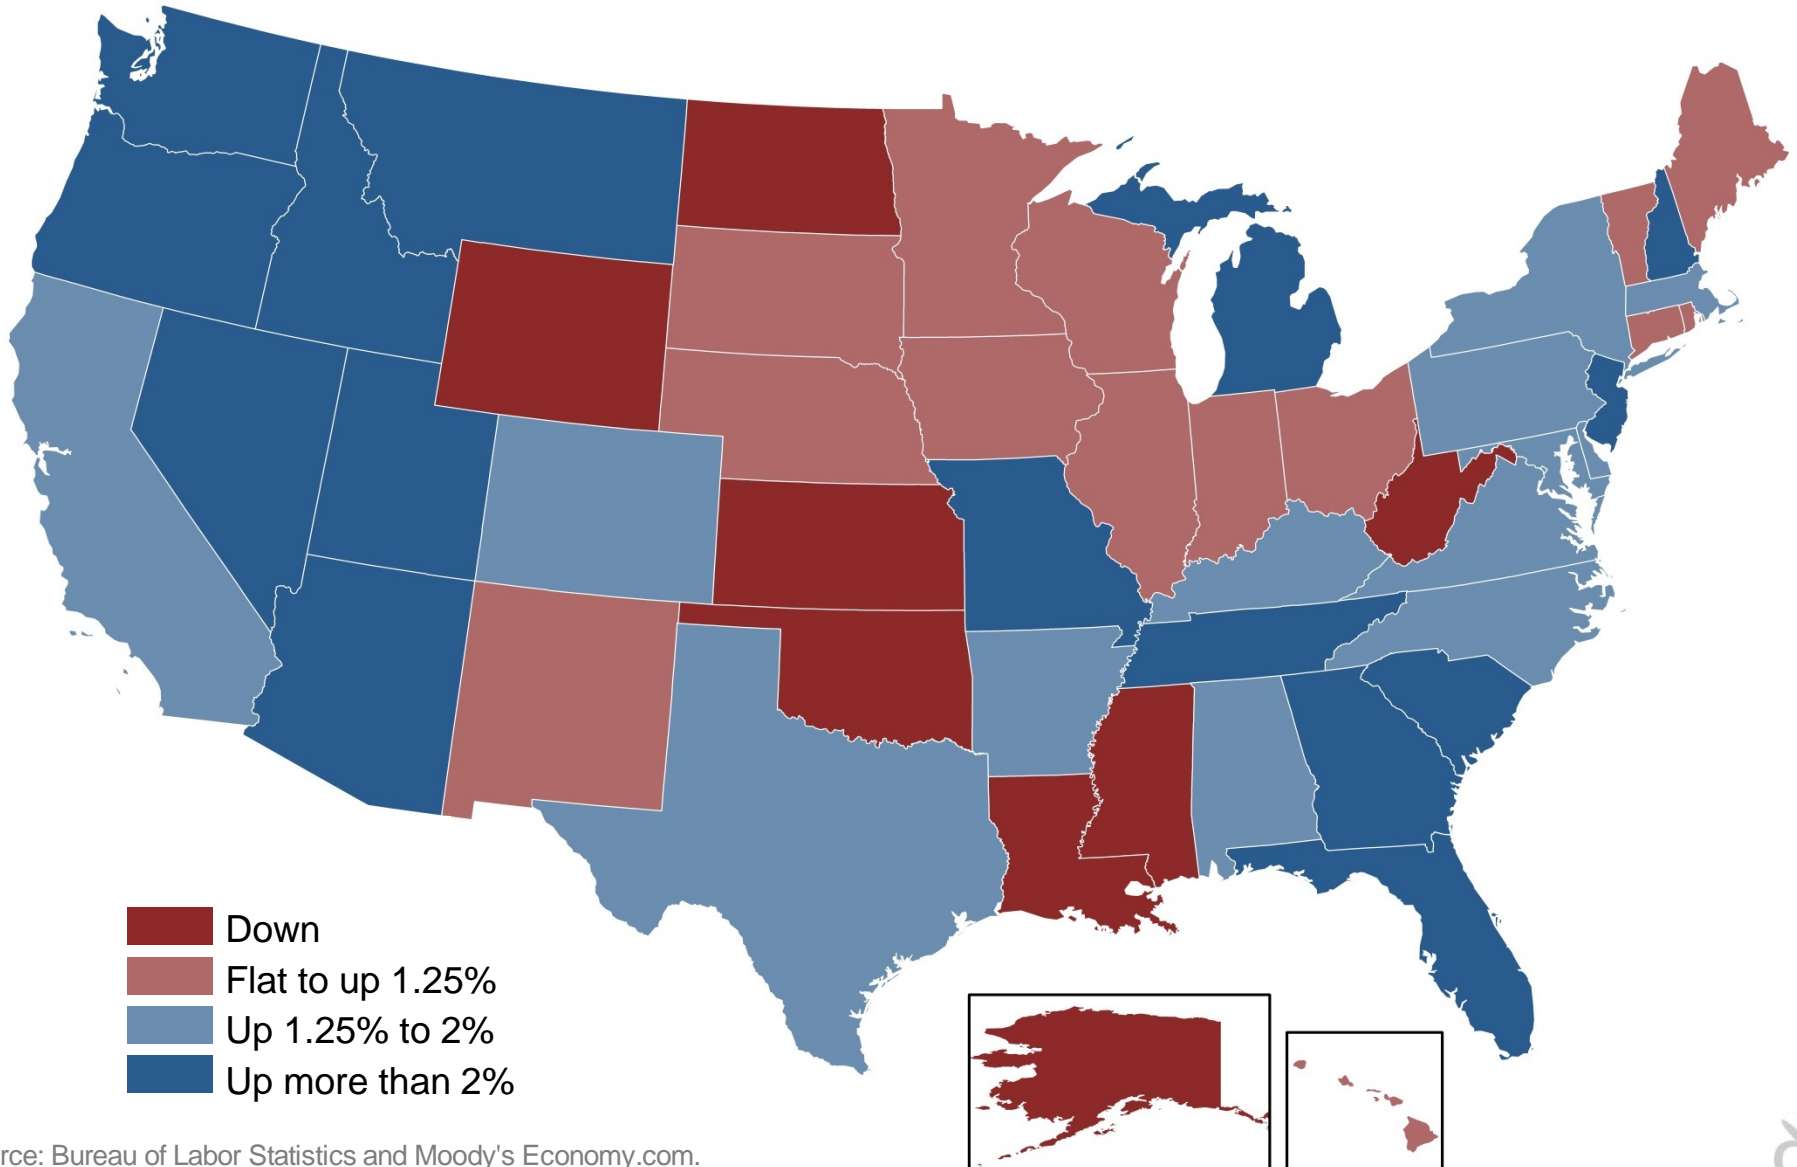 Down
Flat to up 1.25%
Up 1.25% to 2%
Up more than 2%
rce: Bureau of Labor Statistics and Moody's Economy.com.